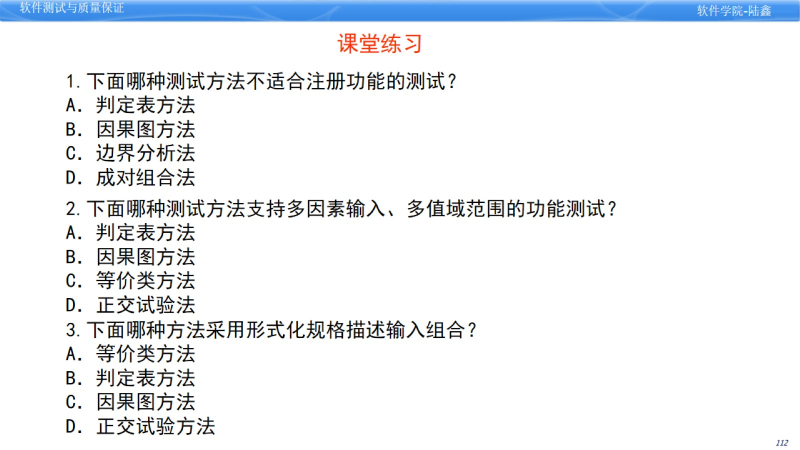 软件测试与质量保证
软件学院-陆鑫
课堂练习
1.下面哪种测试方法不适合注册功能的测试？
A．判定表方法
B．因果图方法
C．边界分析法
D．成对组合法
2.下面哪种测试方法支持多因素输入、多值域范围的功能测试？
A．判定表方法
B．因果图方法
C．等价类方法
D．正交试验法
3.下面哪种方法采用形式化规格描述输入组合？
A．等价类方法
B．判定表方法
C．因果图方法
D．正交试验方法
112